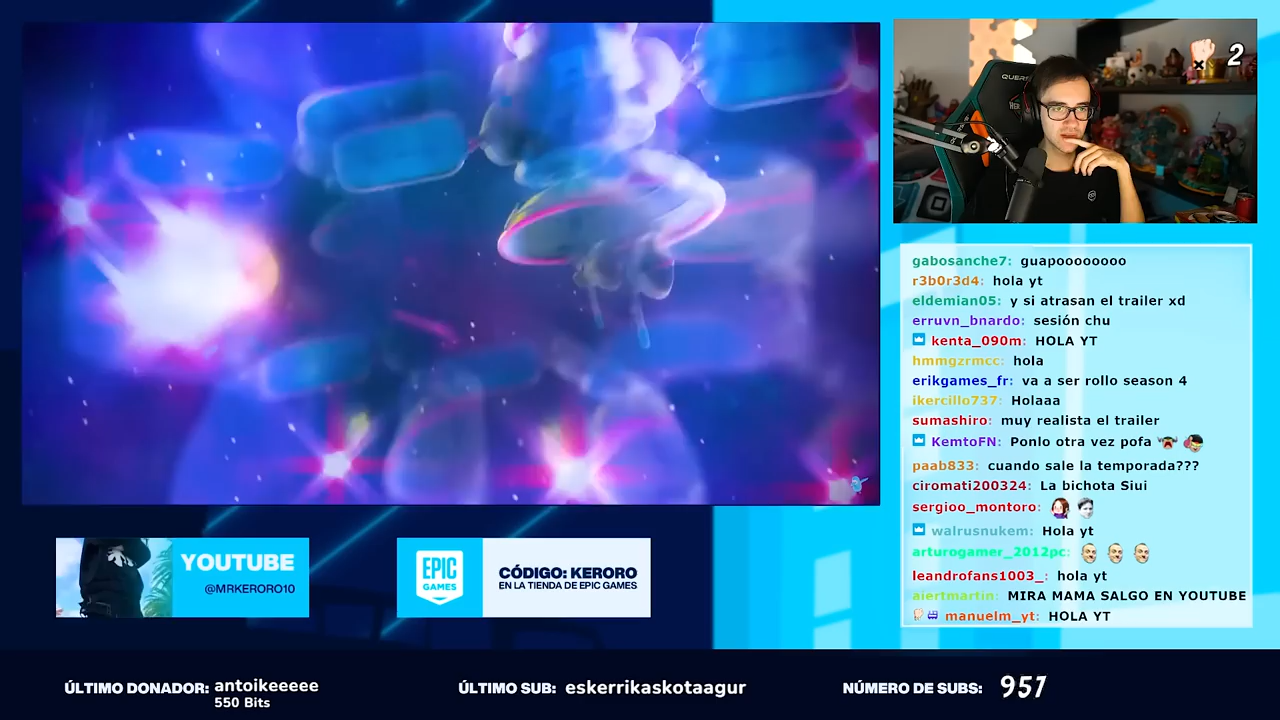 QUERS
2
gabosanche7: guapoooooooo
r3b0r3d4: hola yt
eldemian05: y si atrasan el trailer xd
erruvn_bnardo: sesión chu
kenta_090m: HOLA YT
hmmgzrmcc: hola
erikgames_fr: va a ser rollo season 4
ikercillo737: Holaaa
sumashiro: muy realista el trailer
KemtoFN: Ponlo otra vez pofa
paab833: cuando sale la temporada???
ciromati200324: La bichota Siui
sergioo_montoro:
walrusnukem: Hola yt
arturogamer_2012pc:
leandrofans1003_: hola yt
aiertmartin: MIRA MAMA SALGO EN YOUTUBE
manuelm_yt: HOLA YT
YOUTUBE
@MRKERORO10
EPIC
GAMES
CÓDIGO: KERORO
EN LA TIENDA DE EPIC GAMES
ÚLTIMO DONADOR: antoikeeeee
550 Bits
ÚLTIMO SUB: eskerrikaskotaagur
NÚMERO DE SUBS: 951